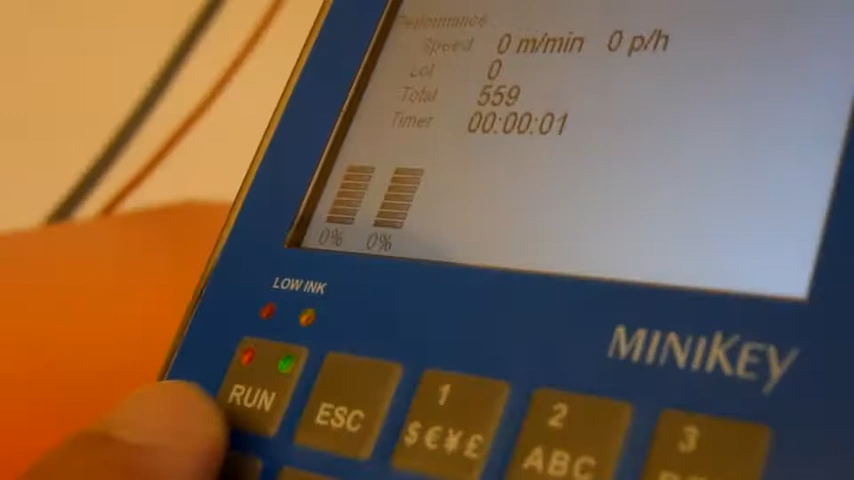 Performance
Speed 0 m/min 0 p/h
Lot 0
Total 559
Timer 00:00:01
0% 0%
LOW INK
MINIKEY
RUN
ESC
1
$€¥£
2
ABC
3